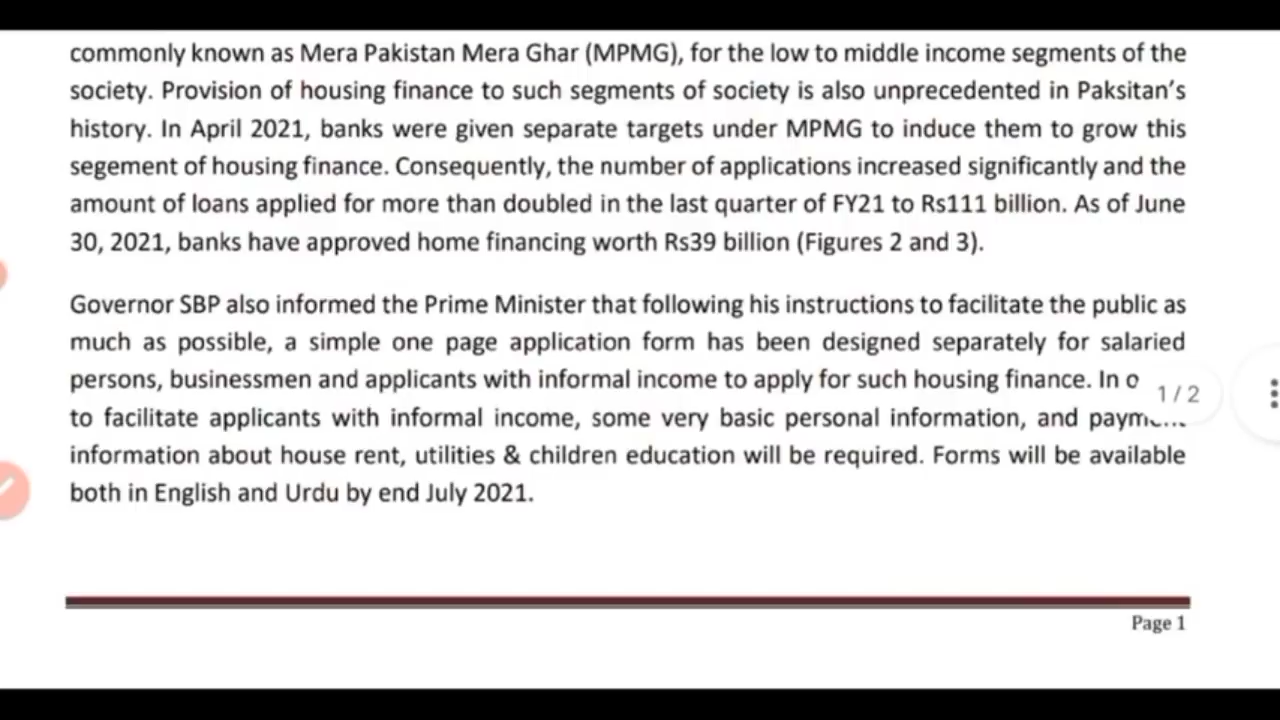 commonly known as Mera Pakistan Mera Ghar (MPMG), for the low to middle income segments of the
society. Provision of housing finance to such segments of society is also unprecedented in Paksitan's
history. In April 2021, banks were given separate targets under MPMG to induce them to grow this
segement of housing finance. Consequently, the number of applications increased significantly and the
amount of loans applied for more than doubled in the last quarter of FY21 to Rs111 billion. As of June
30, 2021, banks have approved home financing worth Rs39 billion (Figures 2 and 3).
Governor SBP also informed the Prime Minister that following his instructions to facilitate the public as
much as possible, a simple one page application form has been designed separately for salaried
persons, businessmen and applicants with informal income to apply for such housing finance. In
1 / 2
to facilitate applicants with informal income, some very basic personal information, and
information about house rent, utilities & children education will be required. Forms will be available
both in English and Urdu by end July 2021.
Page 1